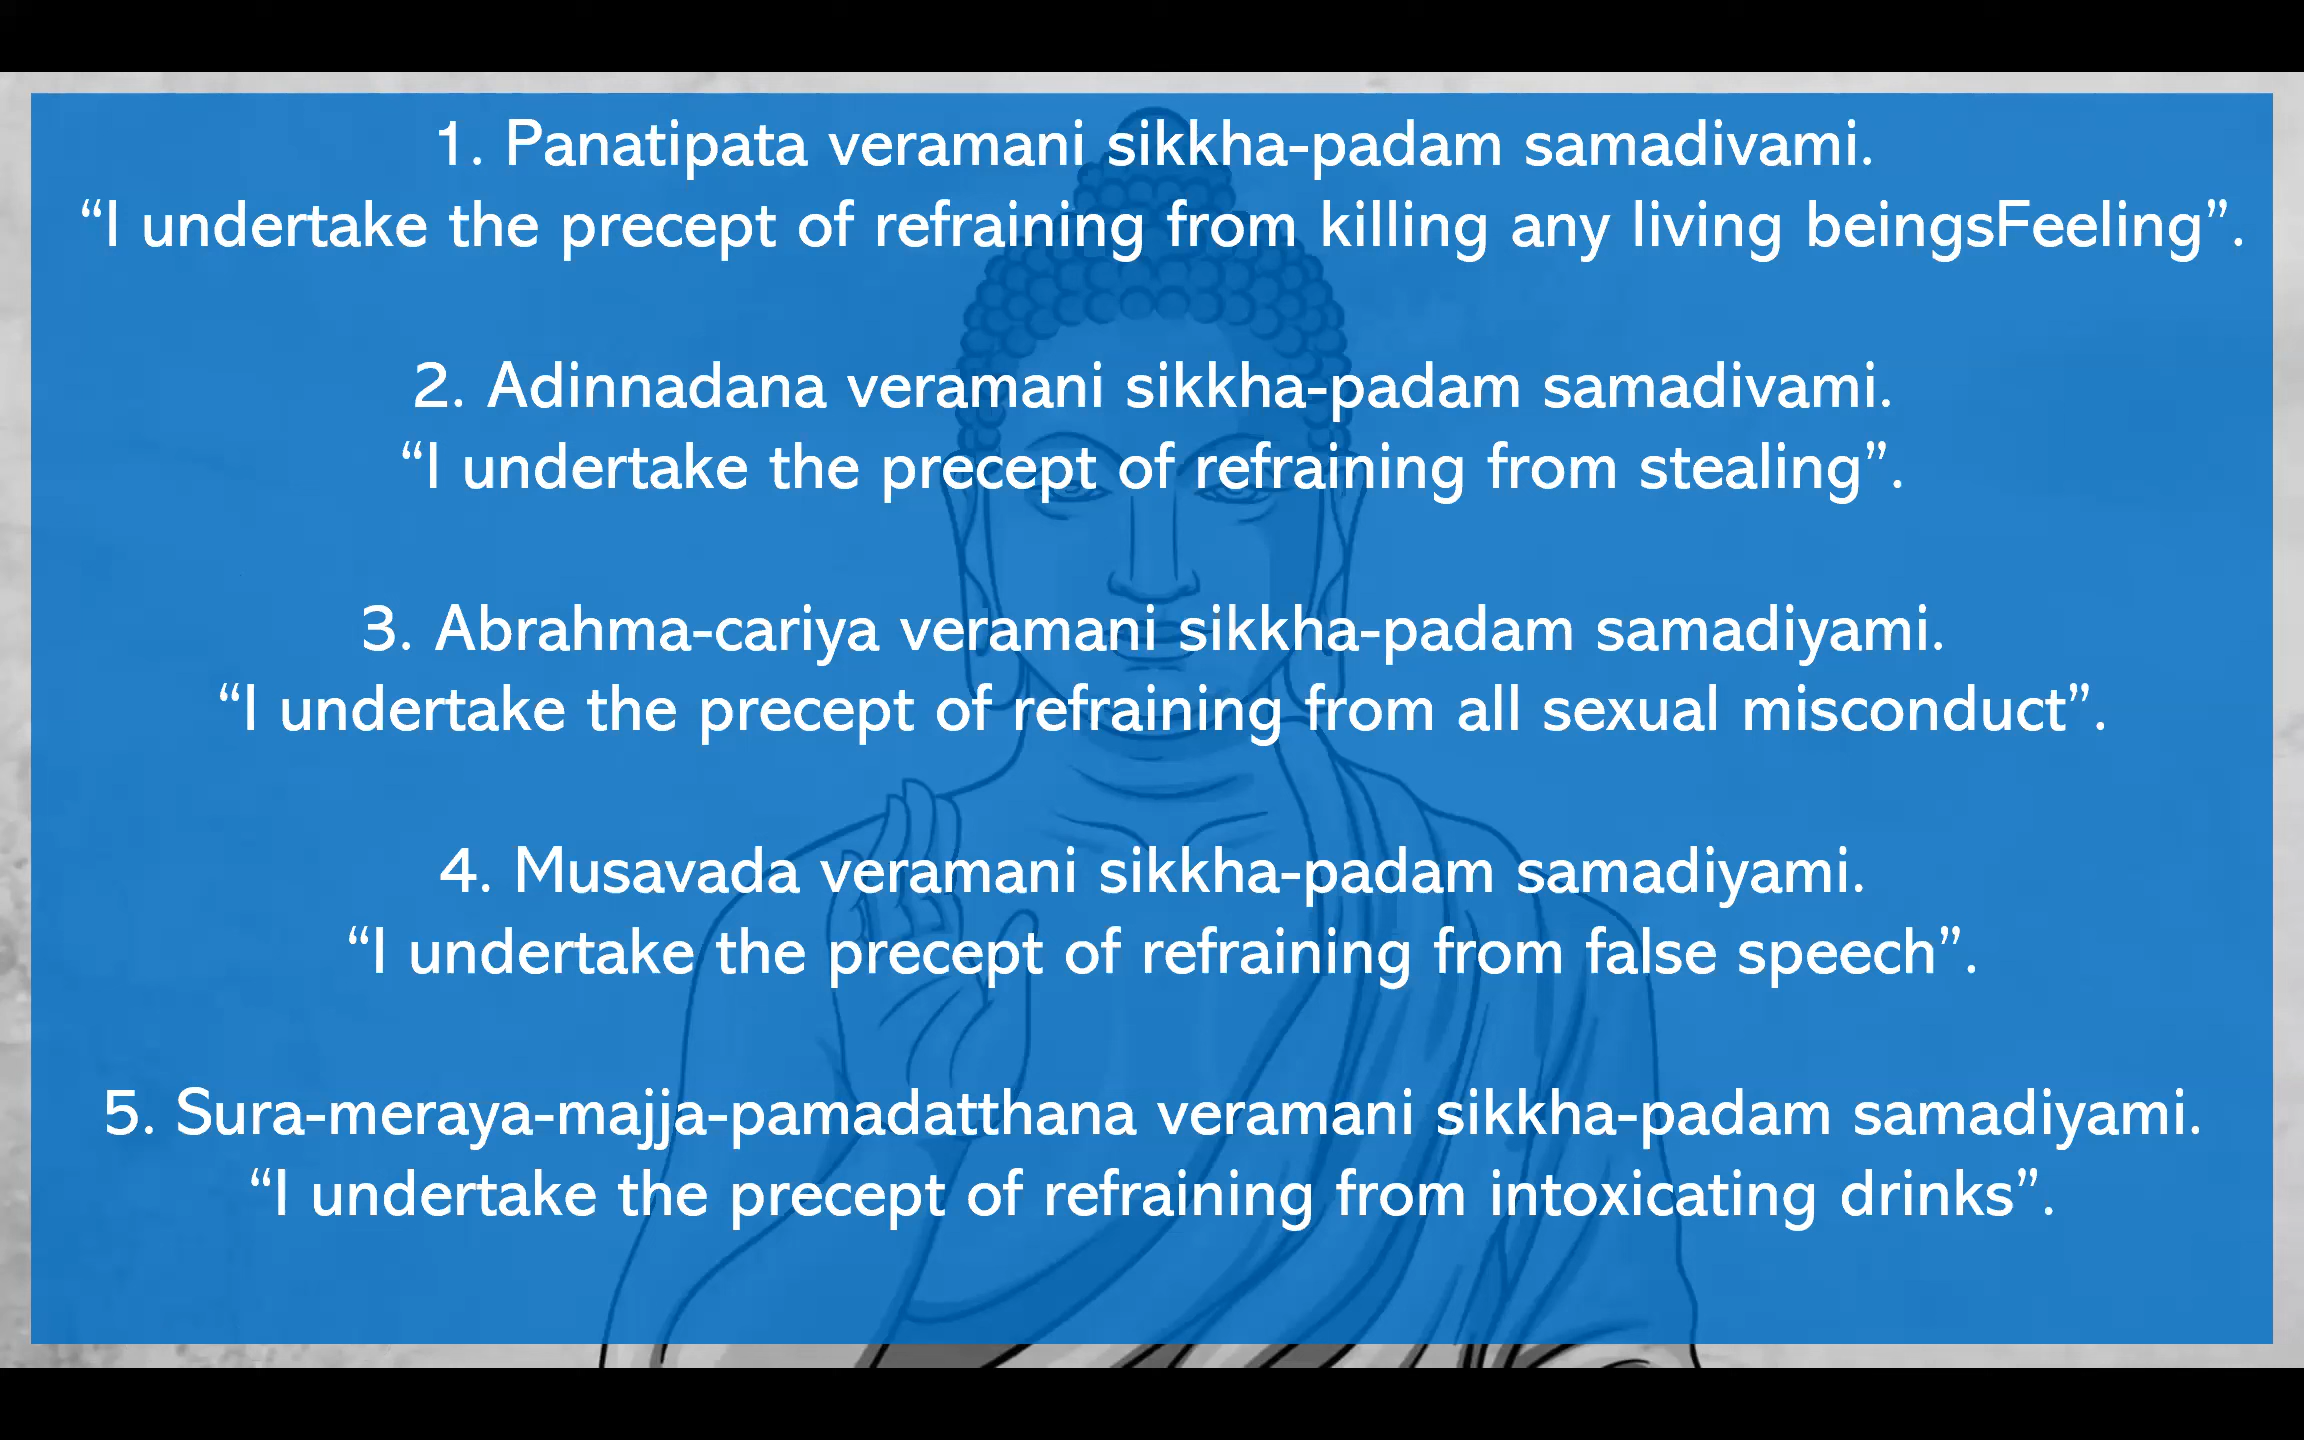 1. Panatipata veramani sikkha-padam samadivami.
“I undertake the precept of refraining from killing any living beingsFeeling”.
2. Adinnadana veramani sikkha-padam samadivami.
“I undertake the precept of refraining from stealing”.
3. Abrahma-cariya veramani sikkha-padam samadiyami.
“I undertake the precept of refraining from all sexual misconduct”.
4. Musavada veramani sikkha-padam samadiyami.
“I undertake the precept of refraining from false speech”.
5. Sura-meraya-majja-pamadatthana veramani sikkha-padam samadiyami.
“I undertake the precept of refraining from intoxicating drinks”.